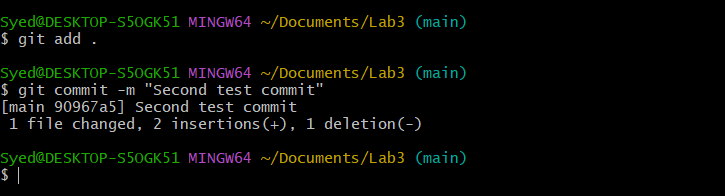 Syed@DESKTOP-S5OGK51 MINGW64 ~/Documents/Lab3 (main)
$ git add .
Syed@DESKTOP-S5OGK51 MINGW64 ~/Documents/Lab3 (main)
$ git commit -m "Second test commit"
[main 90967a5] Second test commit
 1 file changed, 2 insertions(+), 1 deletion(-)
Syed@DESKTOP-S5OGK51 MINGW64 ~/Documents/Lab3 (main)
$